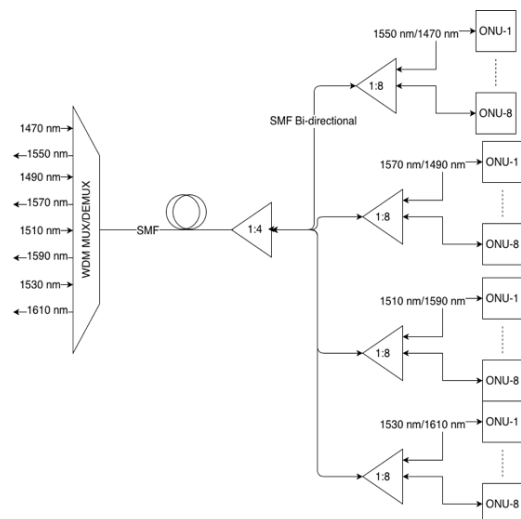 1470 nm
1550 nm
1490 nm
1570 nm
1510 nm
1590 nm
1530 nm
1610 nm
WDM MUX/DEMUX
SMF
1:4
SMF Bi-directional
1550 nm/1470 nm
1:8
ONU-1
ONU-8
1570 nm/1490 nm
1:8
ONU-1
ONU-8
1510 nm/1590 nm
1:8
ONU-1
ONU-8
1530 nm/1610 nm
1:8
ONU-1
ONU-8